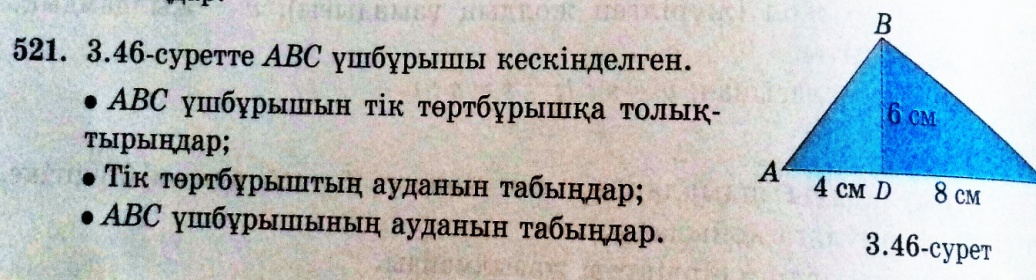 521. 3.46-суретте ABC үшбұрышы кескінделген.
• ABC үшбұрышын тік төртбұрышқа толық-
тырыңдар;
• Тік төртбұрыштың ауданын табыңдар;
• ABC үшбұрышының ауданын табыңдар.
B
6 см
A
4 см D 8 см
3.46-сурет